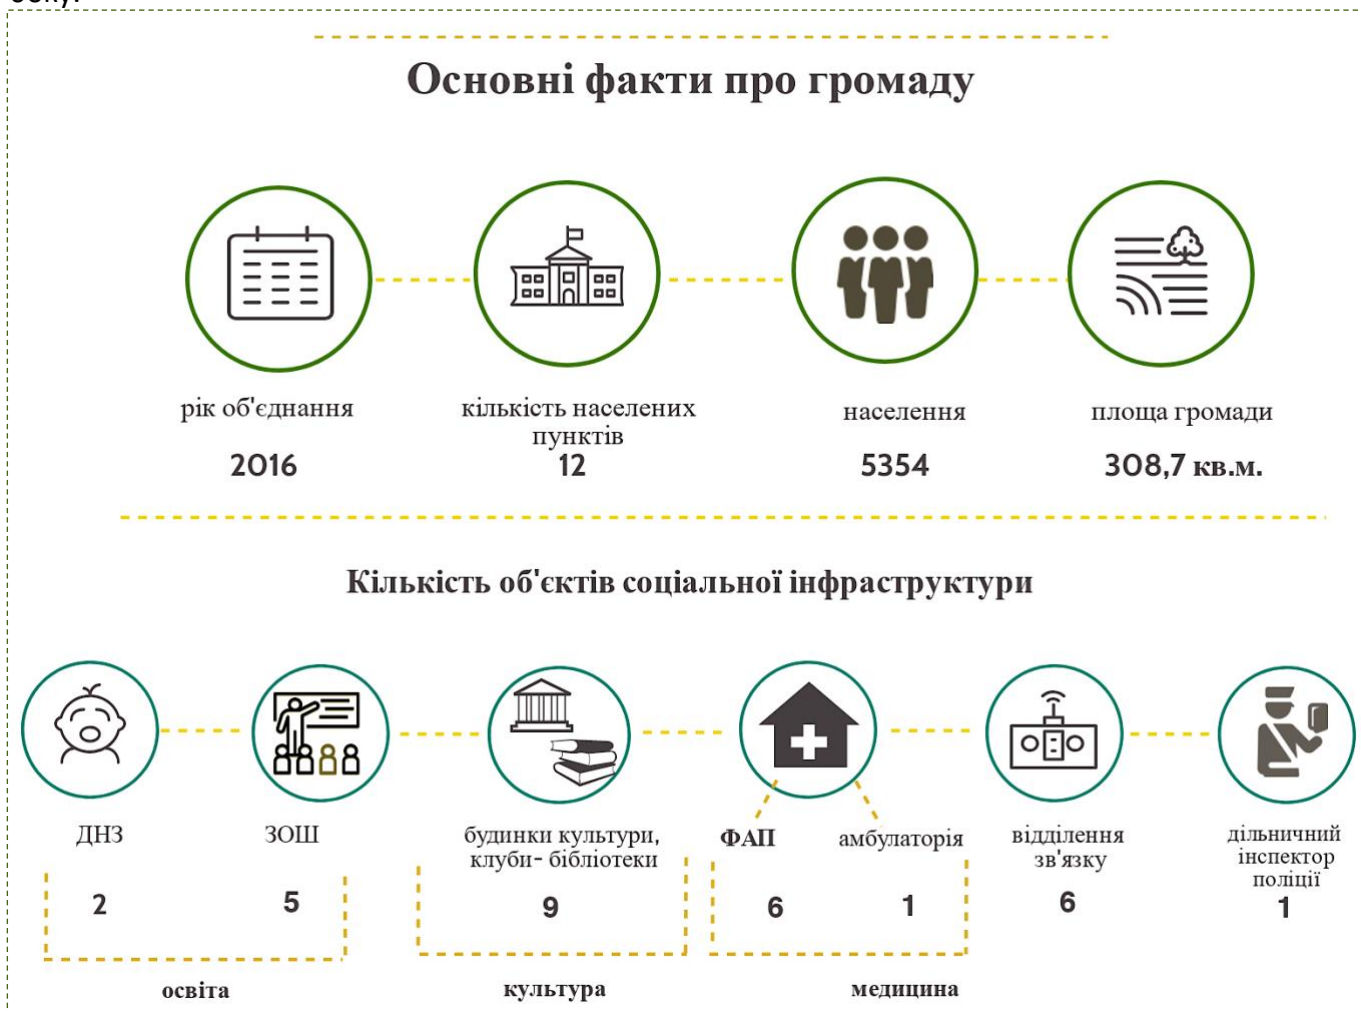 Основні факти про громаду
рік об'єднання
2016
кількість населених
пунктів
12
населення
5354
площа громади
308,7 кв.м.
Кількість об'єктів соціальної інфраструктури
ДНЗ
2
ЗОШ
5
освіта
будинки культури,
клуби- бібліотеки
9
культура
ФАП
6
амбулаторія
1
медицина
відділення
зв'язку
6
дільничний
інспектор
поліції
1